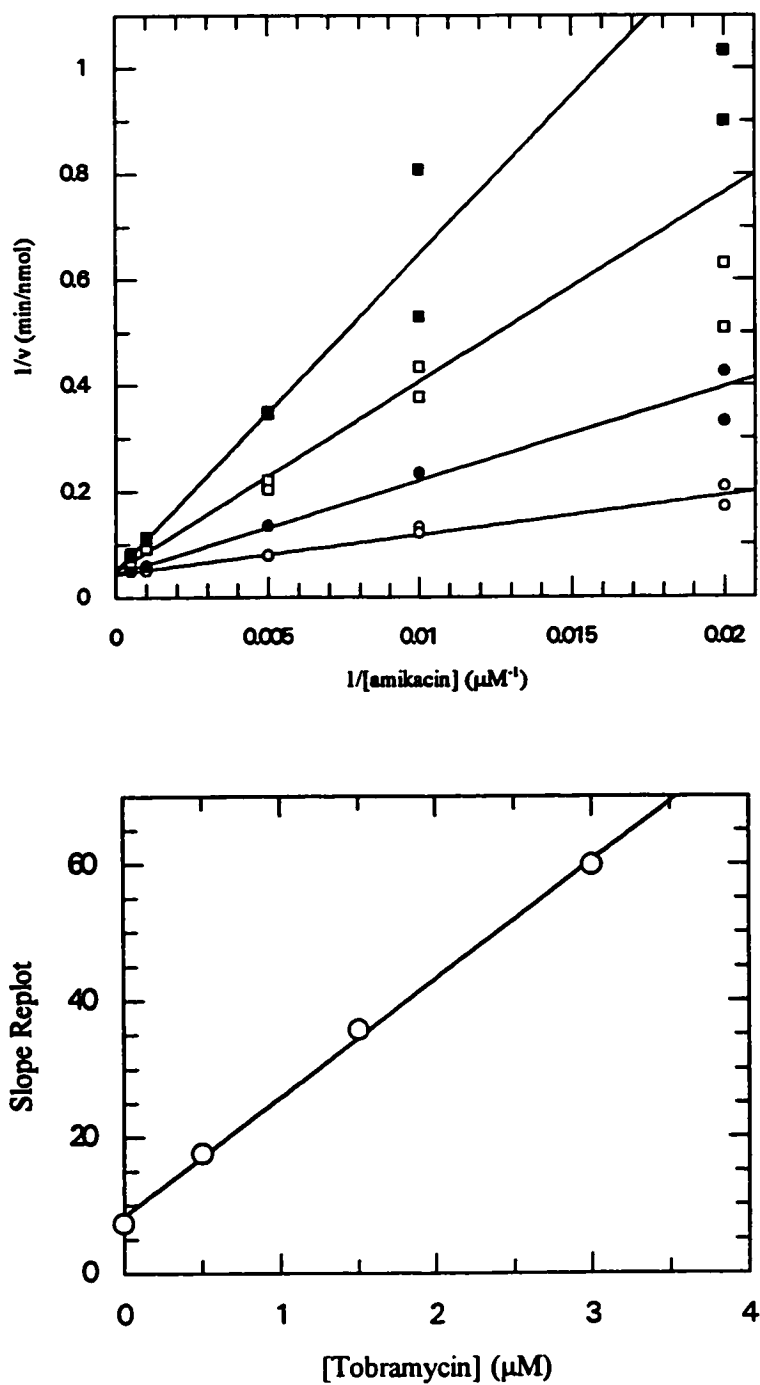 1
0.8
0.6
0.4
0.2
0
1/v (min/nmol)
0 0.005 0.01 0.015 0.02
1/[amikacin] (μM⁻¹)
60
40
20
0
Slope Replot
0 1 2 3 4
[Tobramycin] (μM)